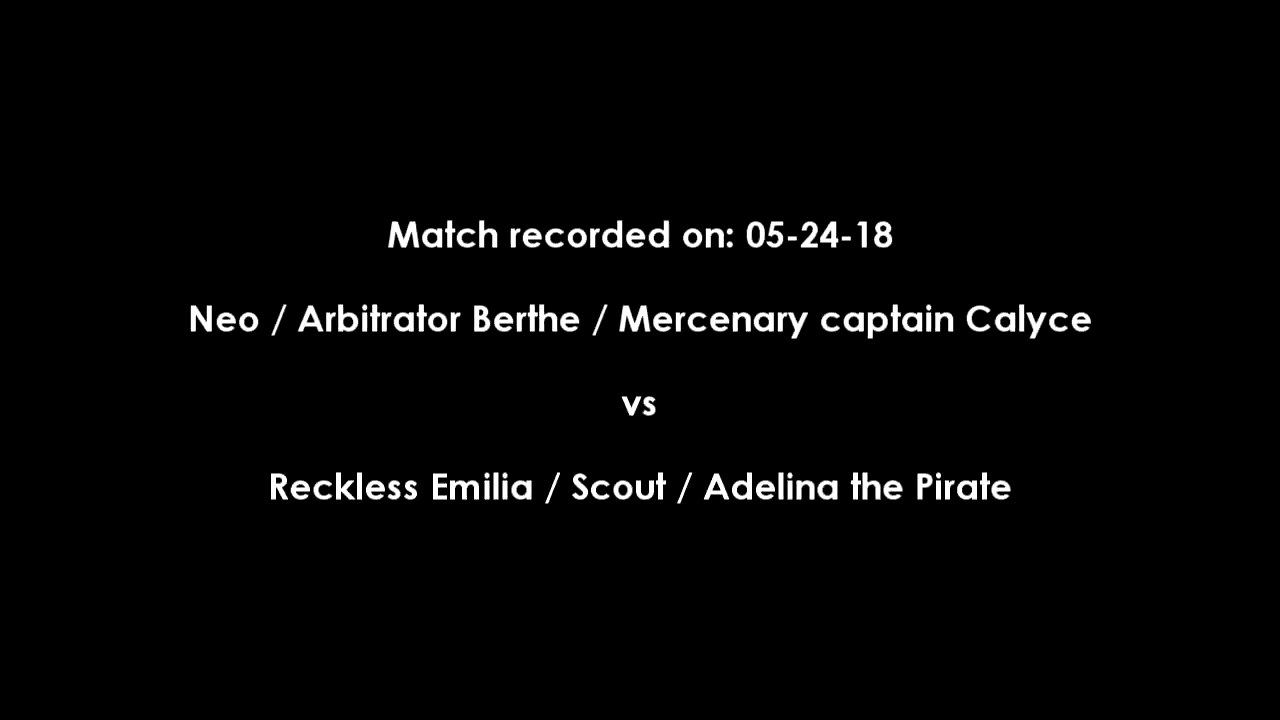 Match recorded on: 05-24-18
Neo / Arbitrator Berthe / Mercenary captain Calyce
vs
Reckless Emilia / Scout / Adelina the Pirate